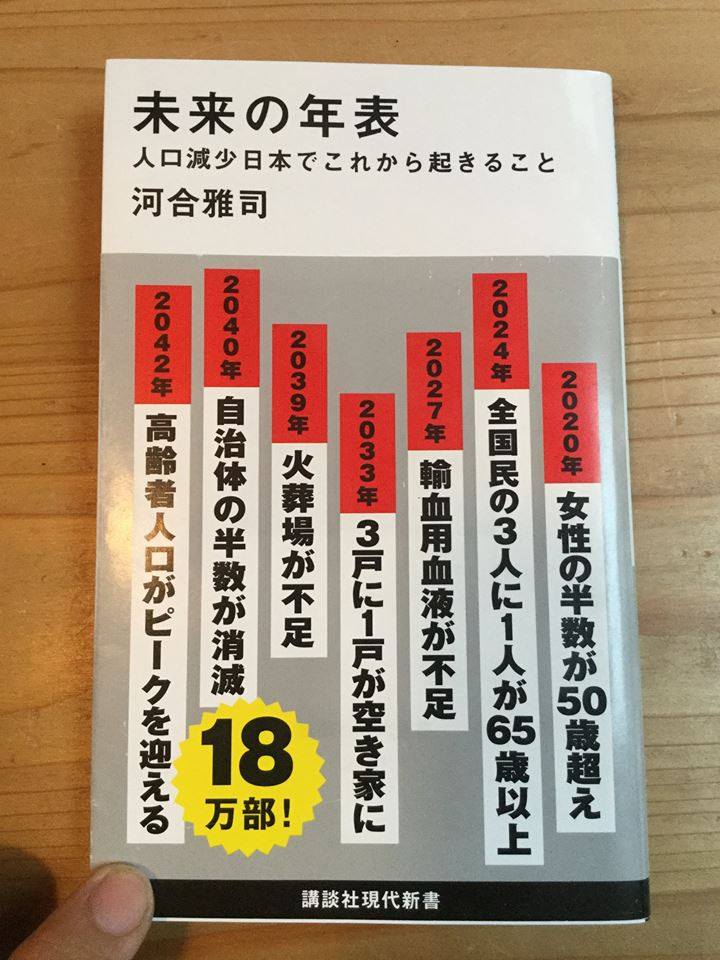 未来の年表
人口減少日本でこれから起きること
河合雅司
2020年 女性の半数が50歳超え
2024年 全国民の3人に1人が65歳以上
2027年 輸血用血液が不足
2033年 3戸に1戸が空き家に
2039年 火葬場が不足
2040年 自治体の半数が消滅
2042年 高齢者人口がピークを迎える
18
万部!
講談社現代新書